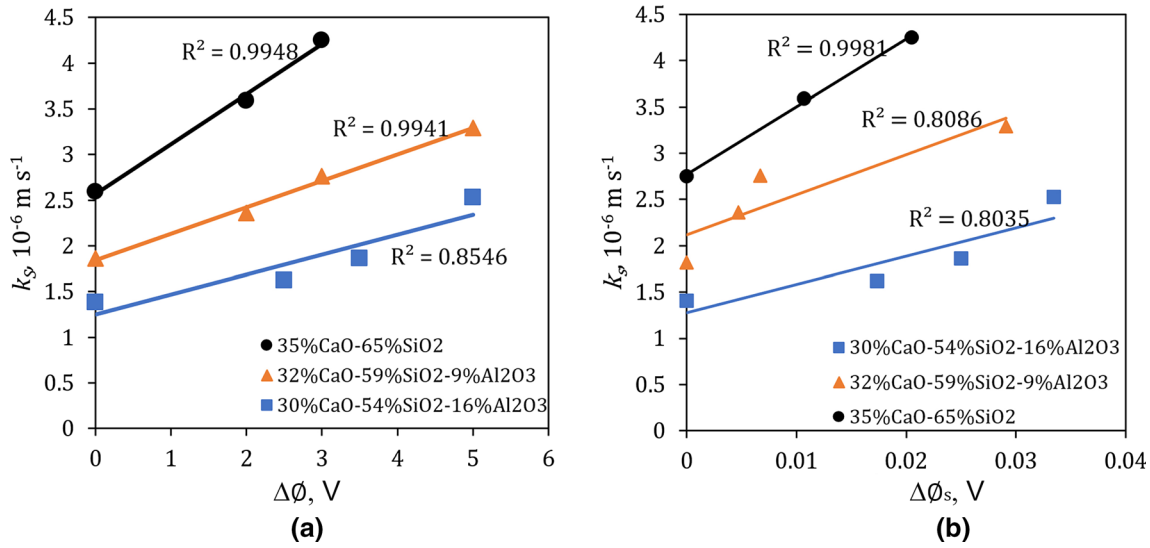 4.5
4
3.5
3
2.5
2
1.5
1
0.5
0
kₛ, 10⁻⁶ m s⁻¹
R² = 0.9948
R² = 0.9941
R² = 0.8546
35%CaO-65%SiO2
32%CaO-59%SiO2-9%Al2O3
30%CaO-54%SiO2-16%Al2O3
0 1 2 3 4 5 6
Δ∅, V
(a)
4.5
4
3.5
3
2.5
2
1.5
1
0.5
0
kₛ, 10⁻⁶ m s⁻¹
R² = 0.9981
R² = 0.8086
R² = 0.8035
30%CaO-54%SiO2-16%Al2O3
32%CaO-59%SiO2-9%Al2O3
35%CaO-65%SiO2
0 0.01 0.02 0.03 0.04
Δ∅ₛ, V
(b)